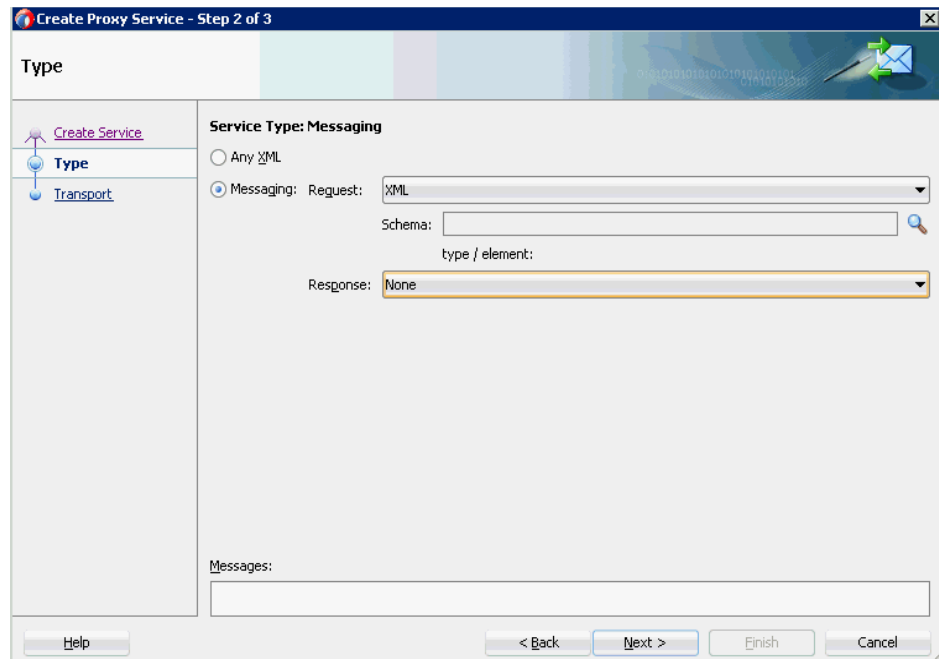 Create Proxy Service - Step 2 of 3
Type
Create Service
Type
Transport
Service Type: Messaging
Any XML
Messaging: Request: XML
Schema:
type / element:
Response: None
Messages:
Help < Back Next > Finish Cancel